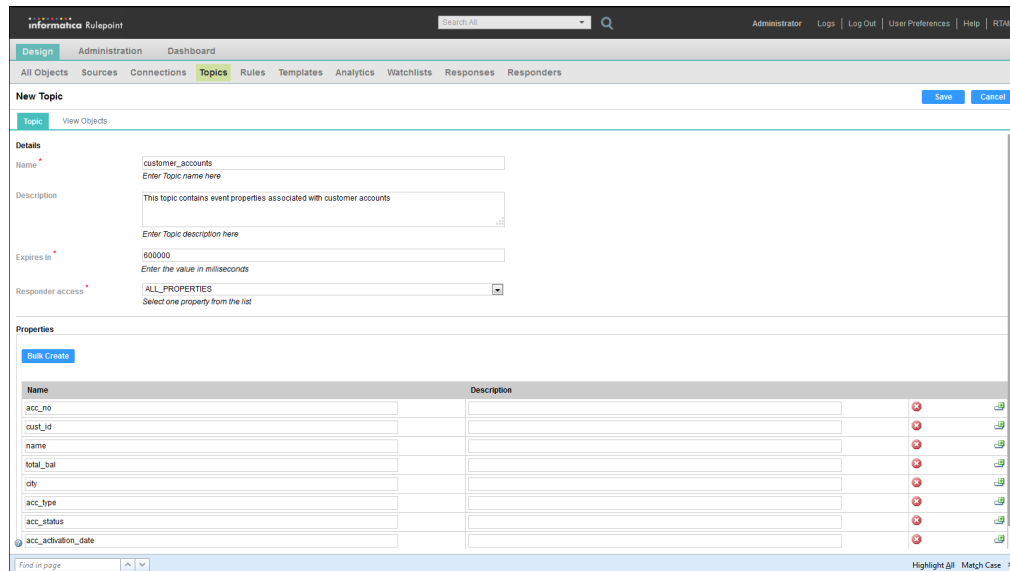 informatica Rulepoint
Search All
Administrator Logs | Log Out | User Preferences | Help | RTAM
Design Administration Dashboard
All Objects Sources Connections Topics Rules Templates Analytics Watchlists Responses Responders
New Topic
Save Cancel
Topic View Objects
Details
Name * customer_accounts
Enter Topic name here
Description This topic contains event properties associated with customer accounts
Enter Topic description here
Expires In * 600000
Enter the value in milliseconds
Responder access * ALL_PROPERTIES
Select one property from the list
Properties
Bulk Create
Name Description
acc_no
cust_id
name
total_bal
city
acc_type
acc_status
acc_activation_date
Find in page Highlight All Match Case